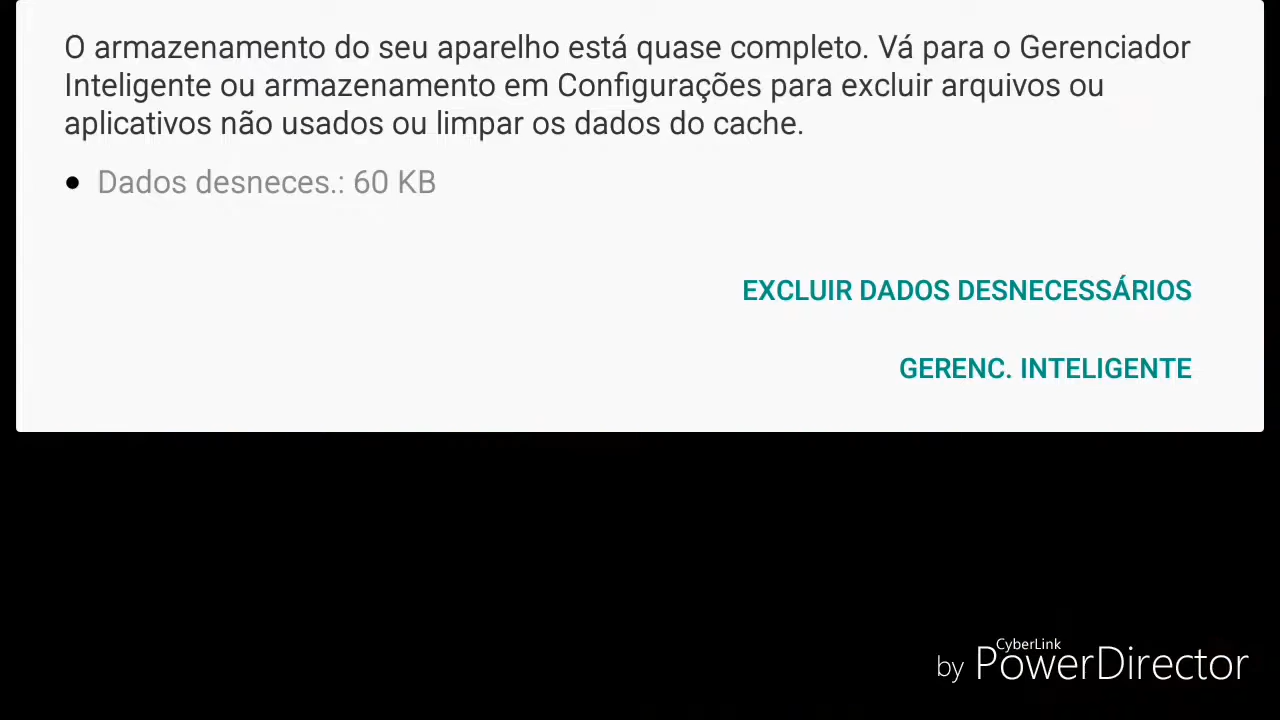 O armazenamento do seu aparelho está quase completo. Vá para o Gerenciador
Inteligente ou armazenamento em Configurações para excluir arquivos ou
aplicativos não usados ou limpar os dados do cache.
● Dados desneces.: 60 KB
EXCLUIR DADOS DESNECESSÁRIOS
GERENC. INTELIGENTE
CyberLink
by PowerDirector